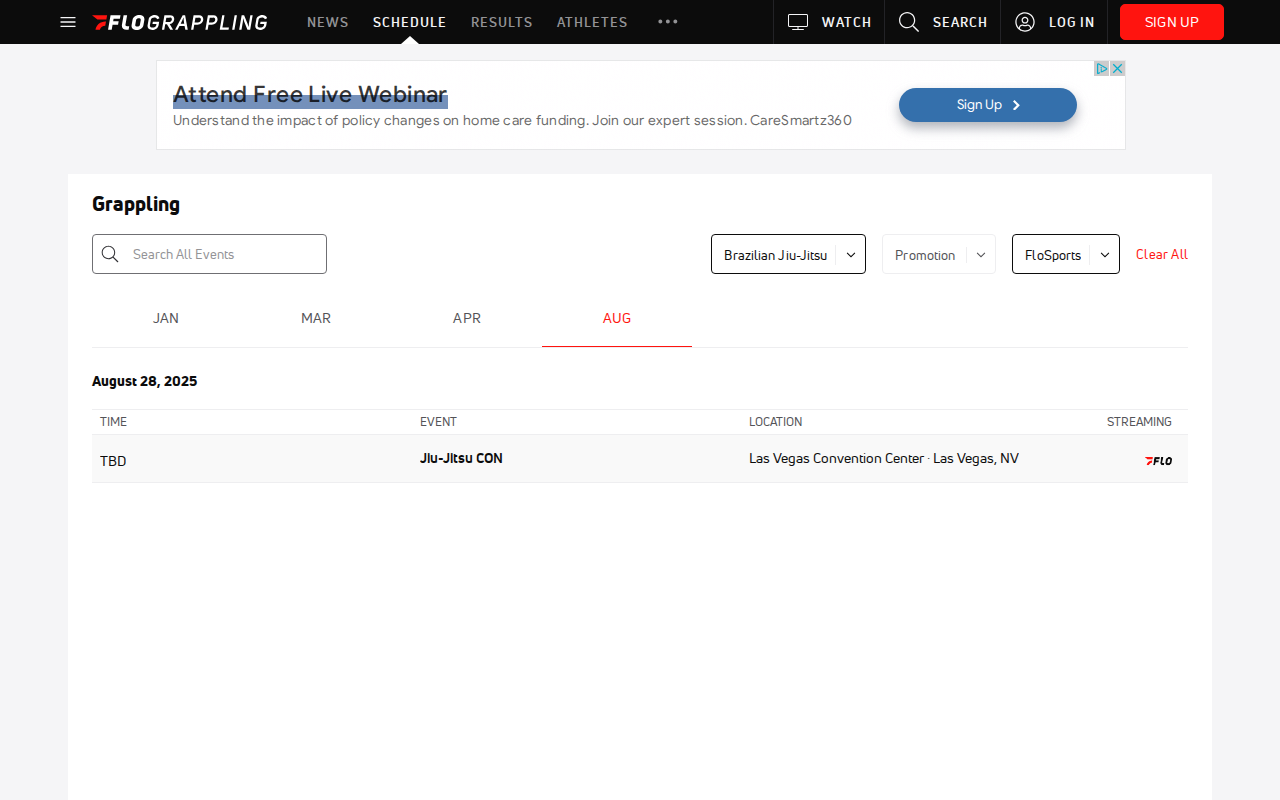 FLOGRAPPLING NEWS SCHEDULE RESULTS ATHLETES WATCH SEARCH LOG IN SIGN UP
Attend Free Live Webinar
Understand the impact of policy changes on home care funding. Join our expert session. CareSmartz360
Sign Up
Grappling
Search All Events Brazilian Jiu-Jitsu Promotion FloSports Clear All
JAN MAR APR AUG
August 28, 2025
TIME EVENT LOCATION STREAMING
TBD Jiu-Jitsu CON Las Vegas Convention Center · Las Vegas, NV FLO